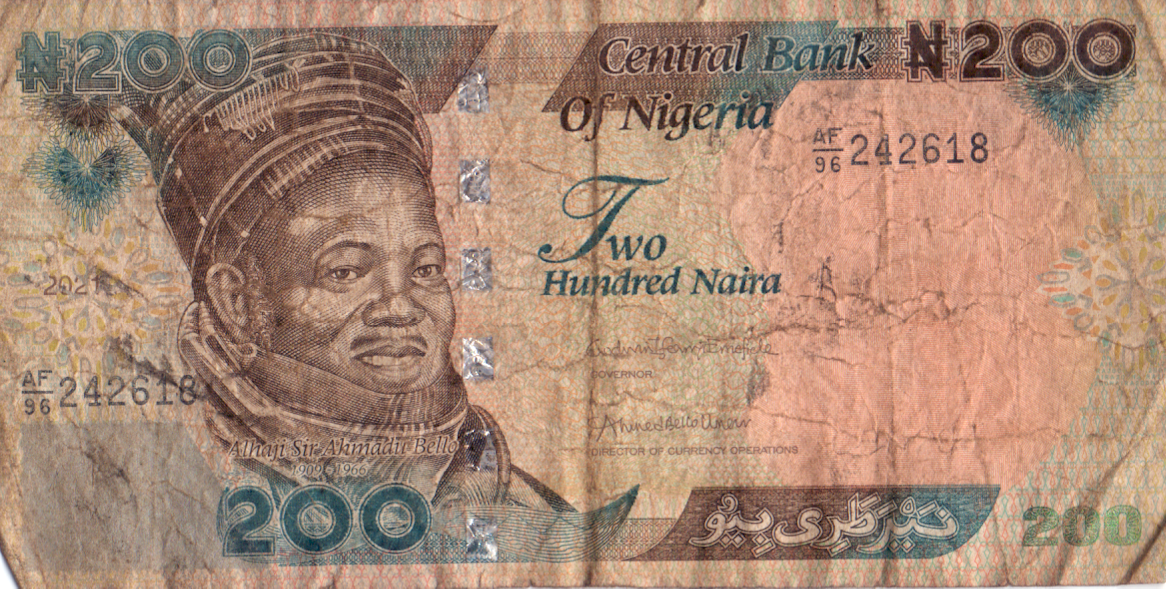 ₦200
Central Bank
Of Nigeria
₦200
AF/96 242618
Two
Hundred Naira
2021
GOVERNOR
AF/96 242618
DIRECTOR OF CURRENCY OPERATIONS
Alhaji Sir Ahmadu Bello
1909 - 1966
200
نَيْرَ طَرِى بِيُو
200